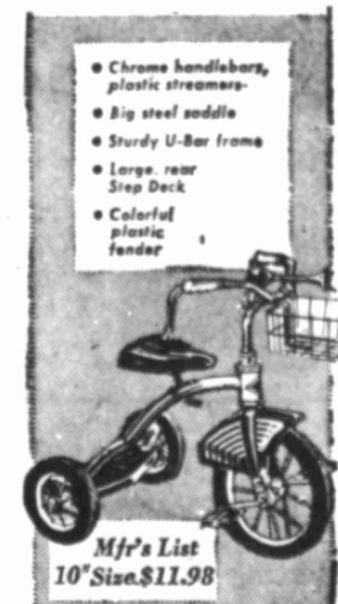 • Chrome handlebars,
plastic streamers-
• Big steel saddle
• Sturdy U-Bar frame
• Large. rear
Step Deck
• Colorful
plastic
fender
Mfr's List
10"Size.$11.98